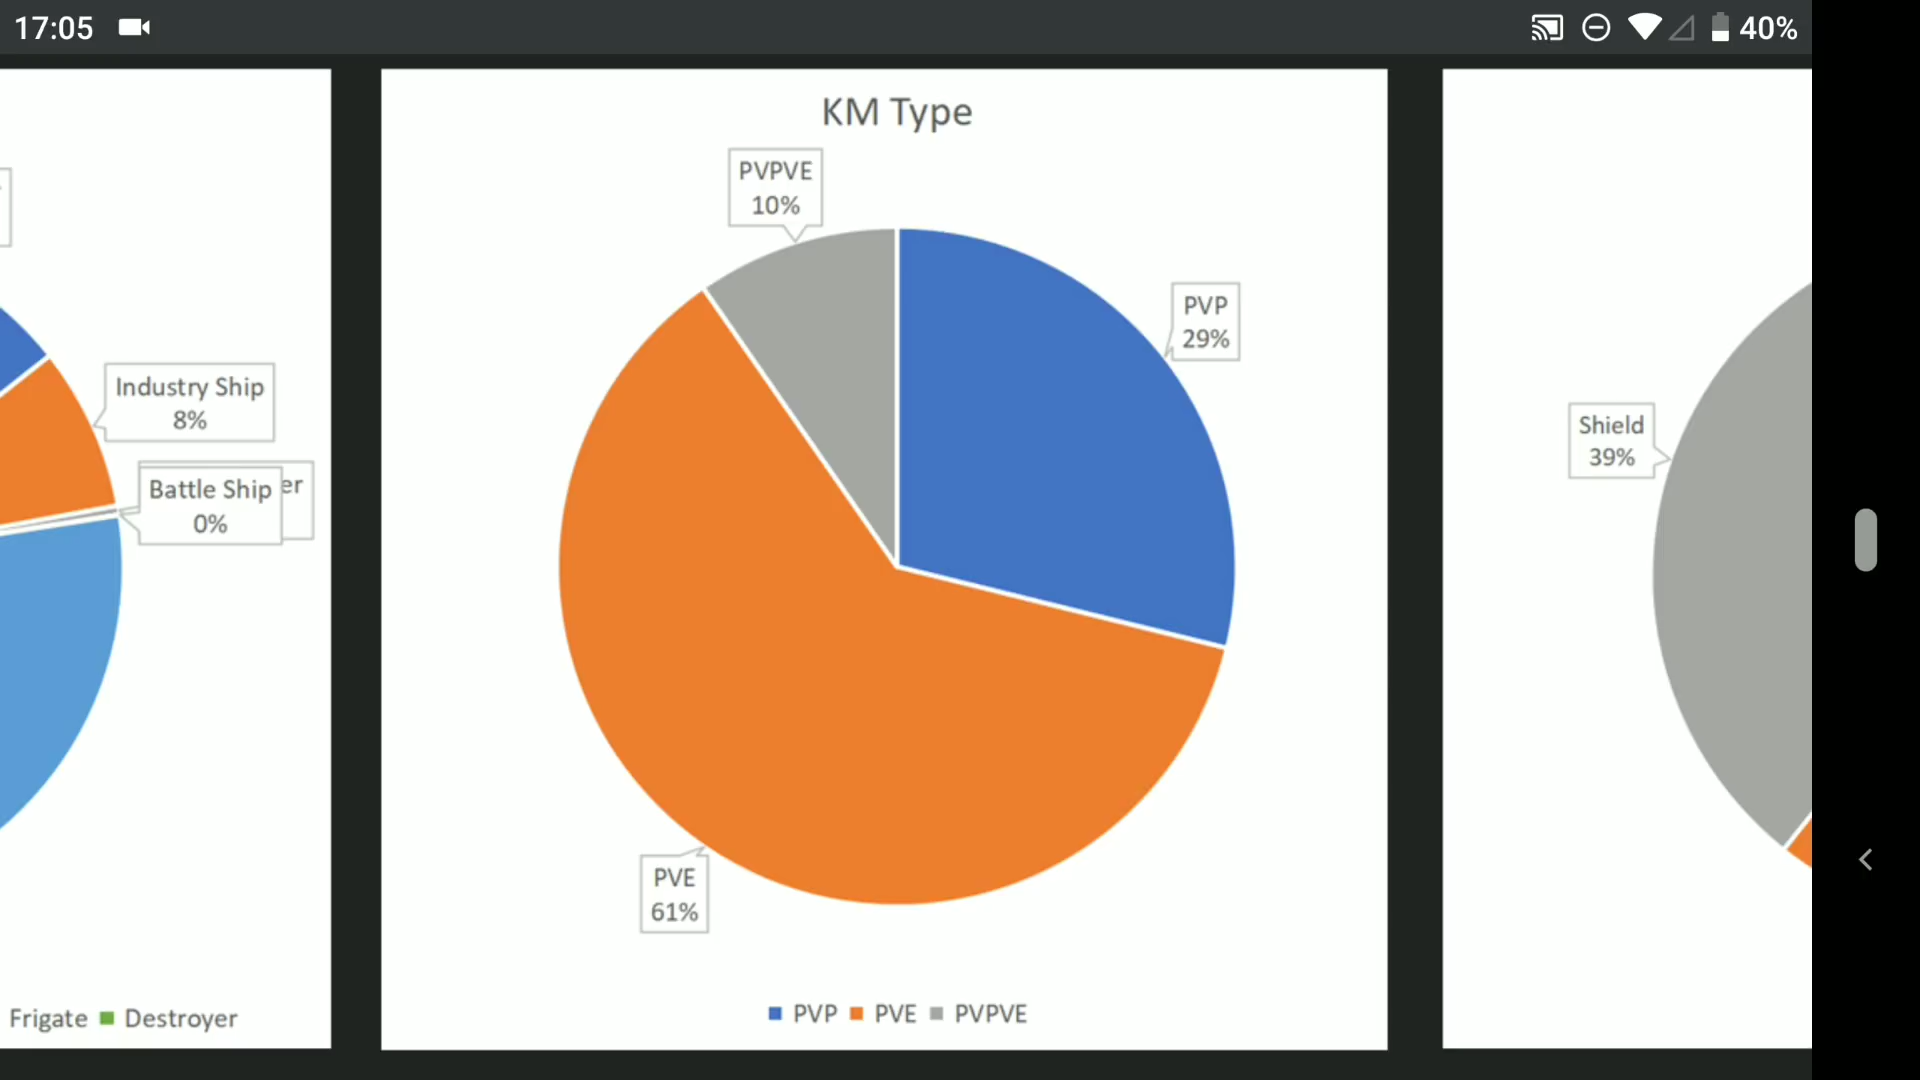 17:05
40%
Industry Ship
8%
er
Battle Ship
0%
Frigate
Destroyer
KM Type
PVPVE
10%
PVP
29%
PVE
61%
PVP PVE PVPVE
Shield
39%